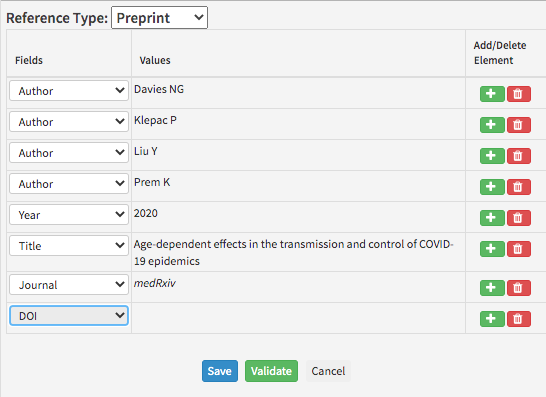 Reference Type: Preprint
Fields Values Add/Delete Element
Author Davies NG
Author Klepac P
Author Liu Y
Author Prem K
Year 2020
Title Age-dependent effects in the transmission and control of COVID-
19 epidemics
Journal medRxiv
DOI
Save Validate Cancel